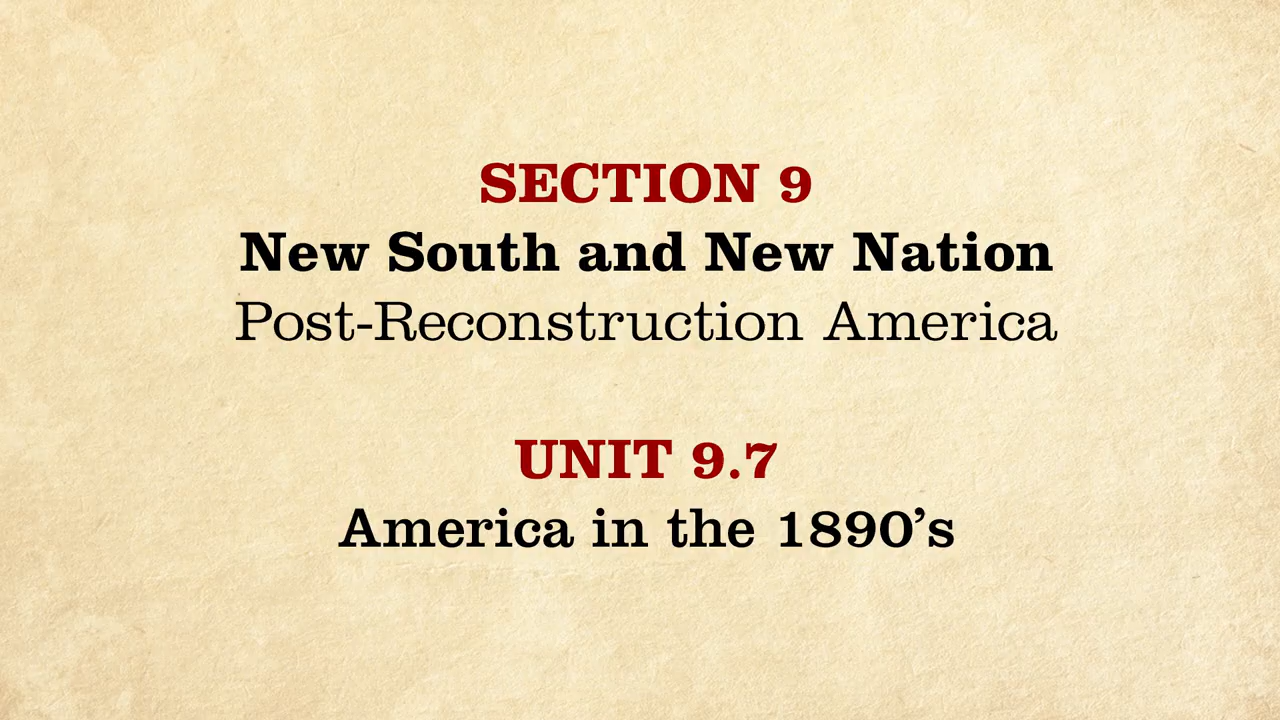 SECTION 9
New South and New Nation
Post-Reconstruction America
UNIT 9.7
America in the 1890’s